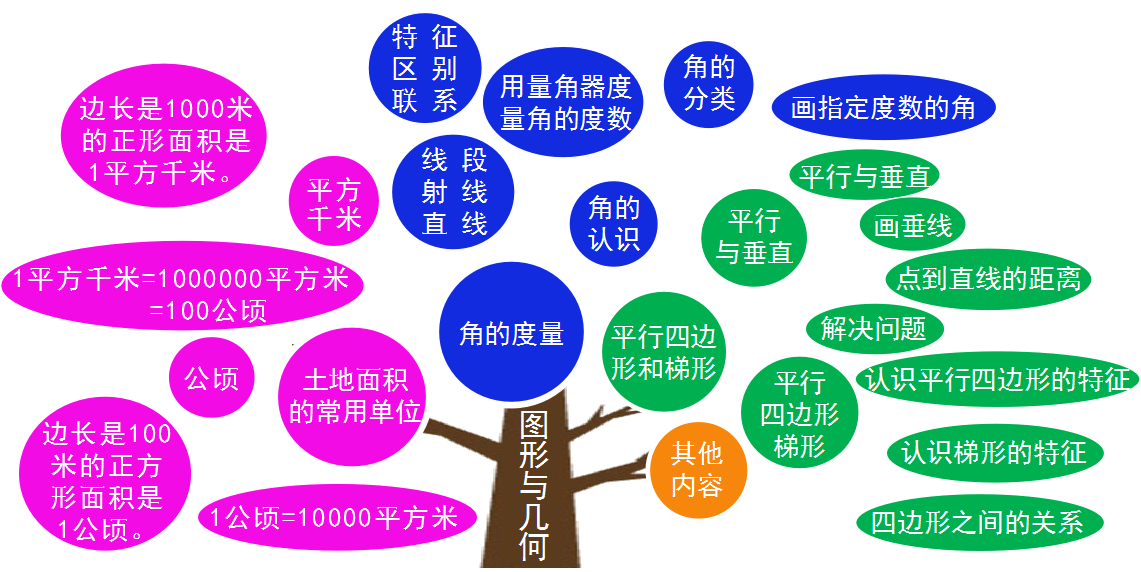 特 征
区 别
联 系
用量角器度
量角的度数
角的
分类
画指定度数的角
边长是1000米
的正形面积是
1平方千米。
平方
千米
线 段
射 线
直 线
角的
认识
平行
与垂直
平行与垂直
画垂线
点到直线的距离
1平方千米=1000000平方米
=100公顷
角的度量
平行四边
形和梯形
解决问题
公顷
土地面积
的常用单位
平行
四边形
梯形
认识平行四边形的特征
边长是100
米的正方
形面积是
1公顷。
图形与几何
其他
内容
认识梯形的特征
1公顷=10000平方米
四边形之间的关系